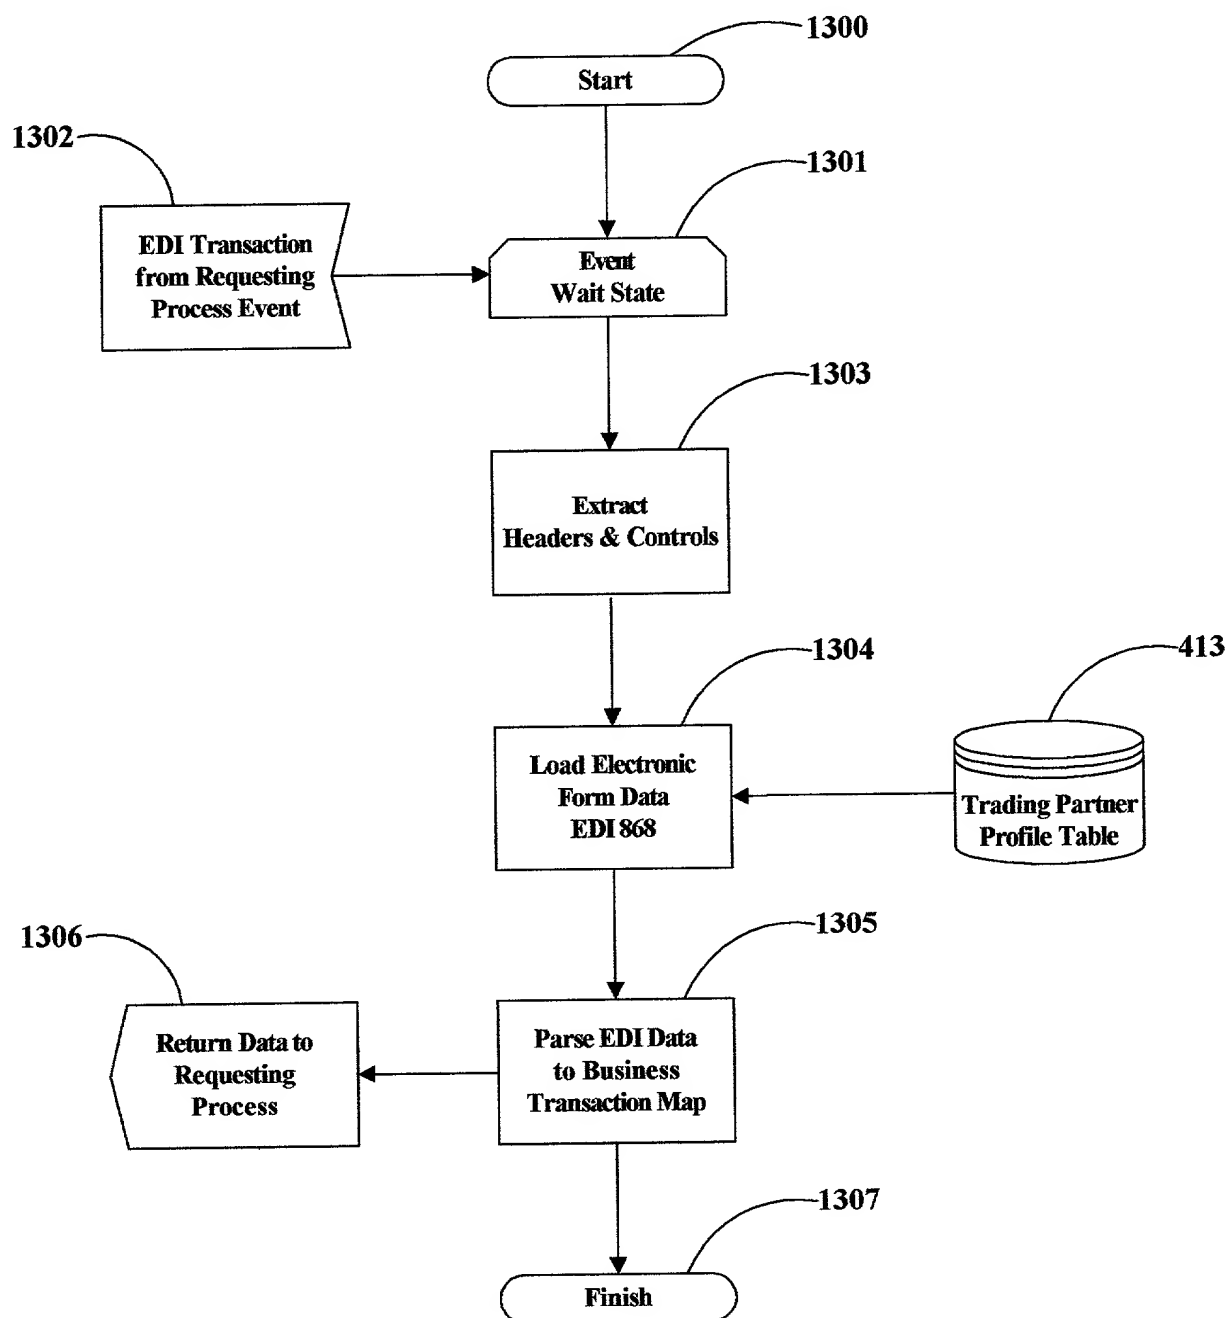 1300
Start
1302
1301
EDI Transaction
from Requesting
Process Event
Event
Wait State
1303
Extract
Headers & Controls
1304
413
Load Electronic
Form Data
EDI 868
Trading Partner
Profile Table
1306
1305
Return Data to
Requesting
Process
Parse EDI Data
to Business
Transaction Map
1307
Finish